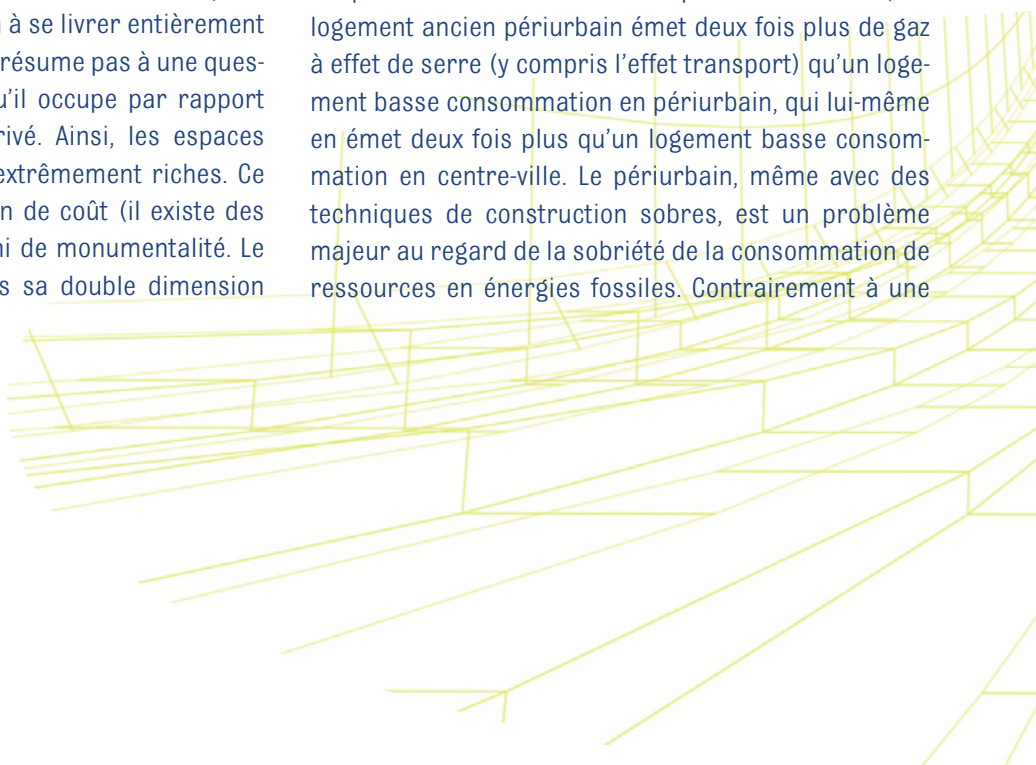 à se livrer entièrement
résume pas à une ques-
u'il occupe par rapport
rivé. Ainsi, les espaces
extrêmement riches. Ce
n de coût (il existe des
ni de monumentalité. Le
s sa double dimension
logement ancien périurbain émet deux fois plus de gaz
à effet de serre (y compris l'effet transport) qu'un loge-
ment basse consommation en périurbain, qui lui-même
en émet deux fois plus qu'un logement basse consom-
mation en centre-ville. Le périurbain, même avec des
techniques de construction sobres, est un problème
majeur au regard de la sobriété de la consommation de
ressources en énergies fossiles. Contrairement à une